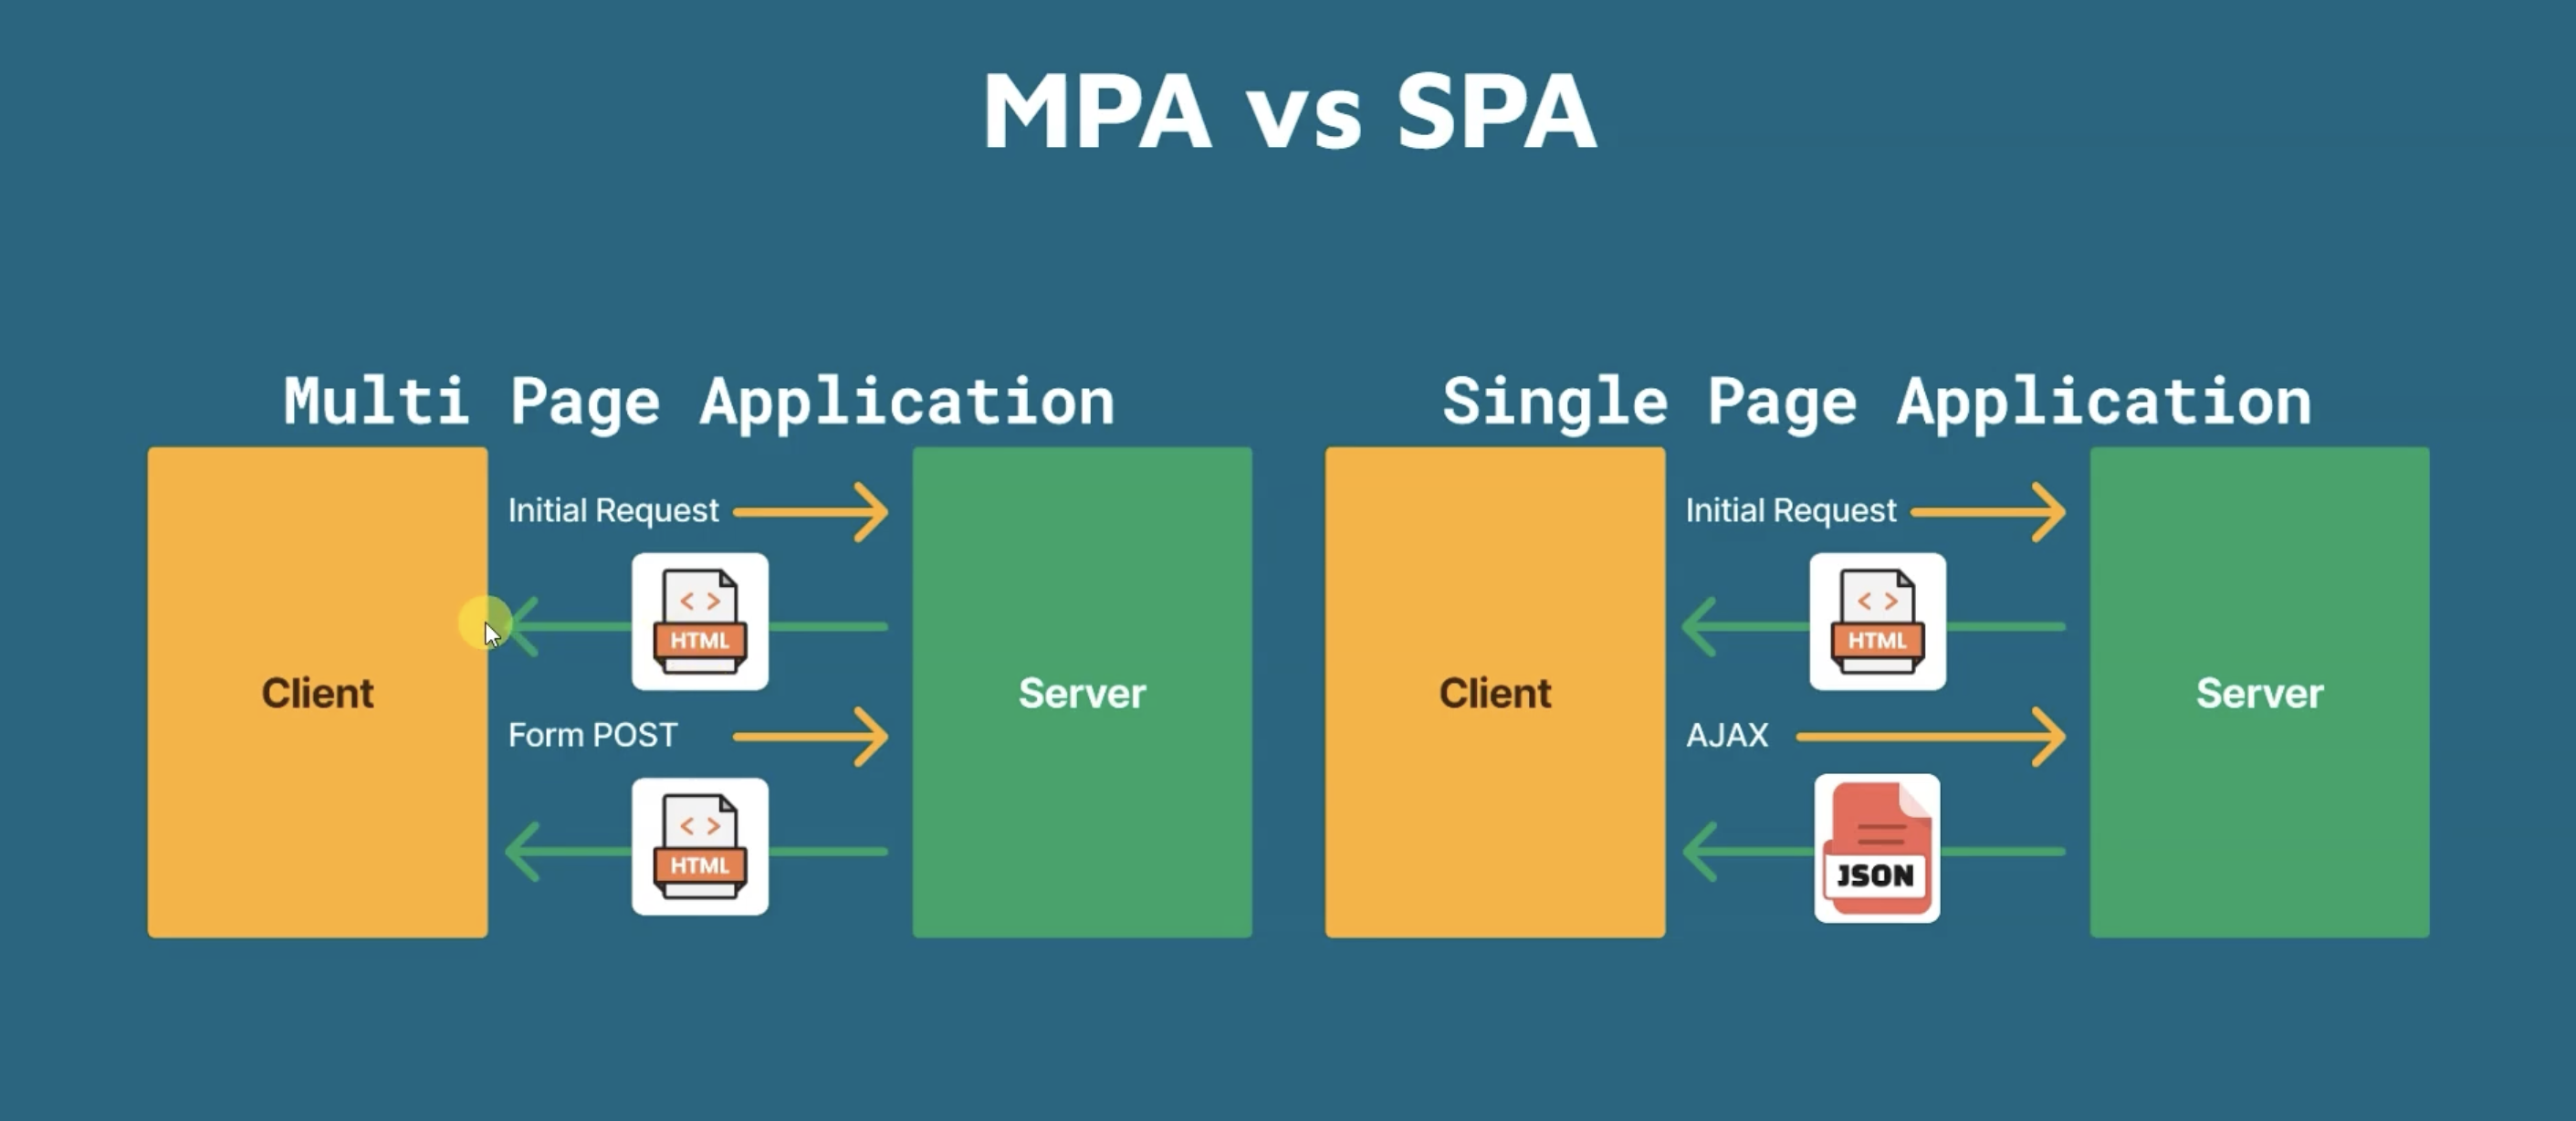 MPA vs SPA
Multi Page Application
Client
Initial Request
< >
HTML
Form POST
< >
HTML
Server
Single Page Application
Client
Initial Request
< >
HTML
AJAX
JSON
Server